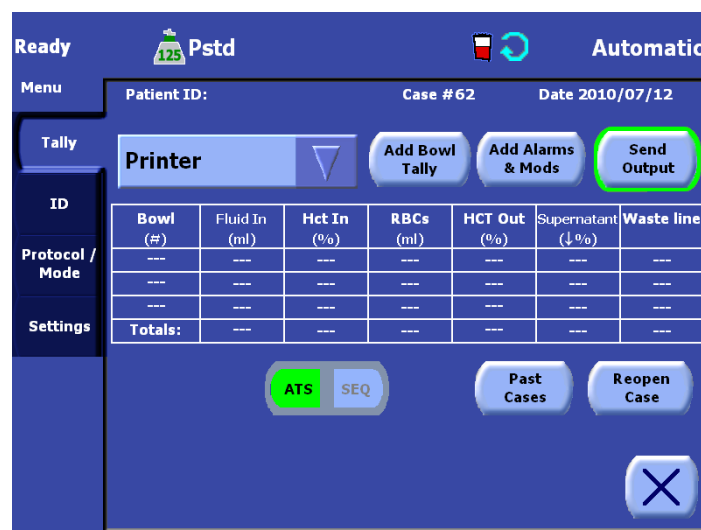 Ready
125
Pstd
Automatic
Menu
Patient ID:
Case #62
Date 2010/07/12
Tally
Printer
Add Bowl
Tally
Add Alarms
& Mods
Send
Output
ID
Protocol /
Mode
Settings
Bowl Fluid In Hct In RBCs HCT Out Supernatant Waste line
(#) (ml) (%) (ml) (%) (↓%)
--- --- --- --- --- --- ---
--- --- --- --- --- --- ---
--- --- --- --- --- --- ---
Totals: --- --- --- --- --- ---
ATS SEQ
Past
Cases
Reopen
Case